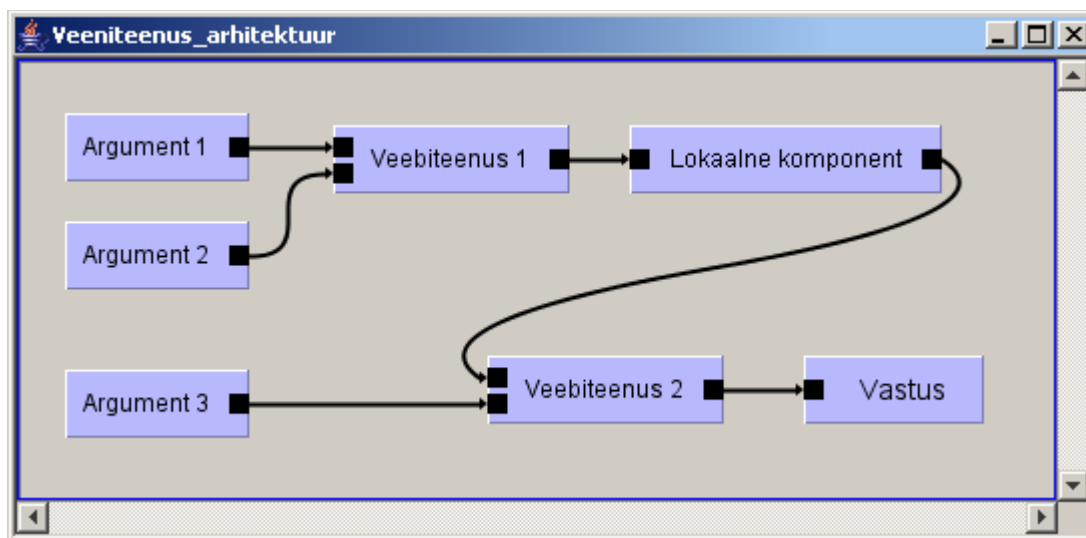 Veeniteenus_arhitektuur
Argument 1
Veebiteenus 1
Lokaalne komponent
Argument 2
Argument 3
Veebiteenus 2
Vastus